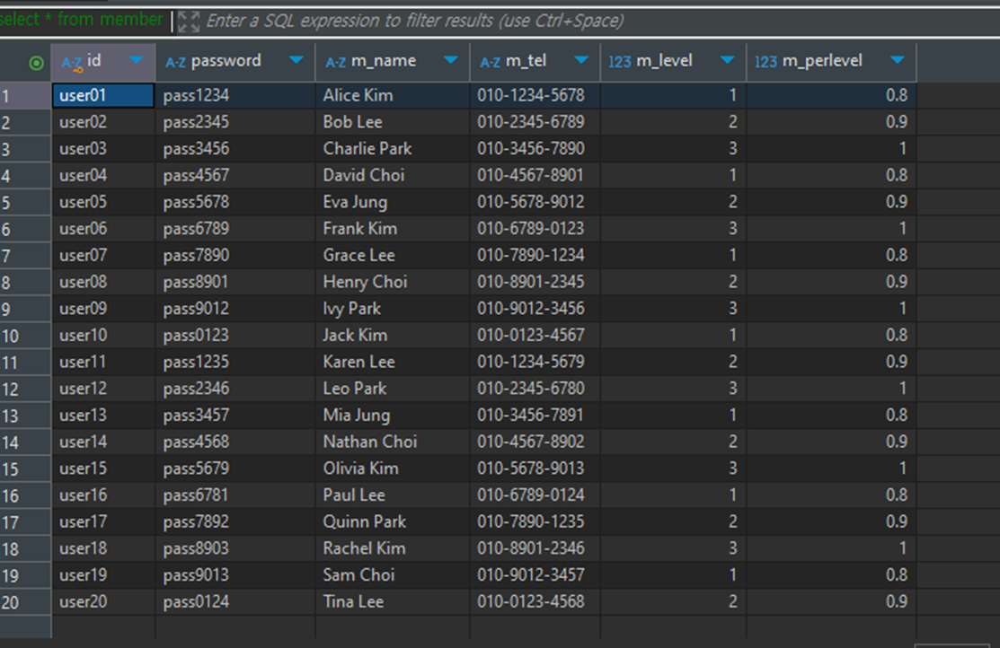 select * from member Enter a SQL expression to filter results (use Ctrl+Space)
A-Z id A-Z password A-Z m_name A-Z m_tel 123 m_level 123 m_perlevel
1 user01 pass1234 Alice Kim 010-1234-5678 1 0.8
2 user02 pass2345 Bob Lee 010-2345-6789 2 0.9
3 user03 pass3456 Charlie Park 010-3456-7890 3 1
4 user04 pass4567 David Choi 010-4567-8901 1 0.8
5 user05 pass5678 Eva Jung 010-5678-9012 2 0.9
6 user06 pass6789 Frank Kim 010-6789-0123 3 1
7 user07 pass7890 Grace Lee 010-7890-1234 1 0.8
8 user08 pass8901 Henry Choi 010-8901-2345 2 0.9
9 user09 pass9012 Ivy Park 010-9012-3456 3 1
10 user10 pass0123 Jack Kim 010-0123-4567 1 0.8
11 user11 pass1235 Karen Lee 010-1234-5679 2 0.9
12 user12 pass2346 Leo Park 010-2345-6780 3 1
13 user13 pass3457 Mia Jung 010-3456-7891 1 0.8
14 user14 pass4568 Nathan Choi 010-4567-8902 2 0.9
15 user15 pass5679 Olivia Kim 010-5678-9013 3 1
16 user16 pass6781 Paul Lee 010-6789-0124 1 0.8
17 user17 pass7892 Quinn Park 010-7890-1235 2 0.9
18 user18 pass8903 Rachel Kim 010-8901-2346 3 1
19 user19 pass9013 Sam Choi 010-9012-3457 1 0.8
20 user20 pass0124 Tina Lee 010-0123-4568 2 0.9